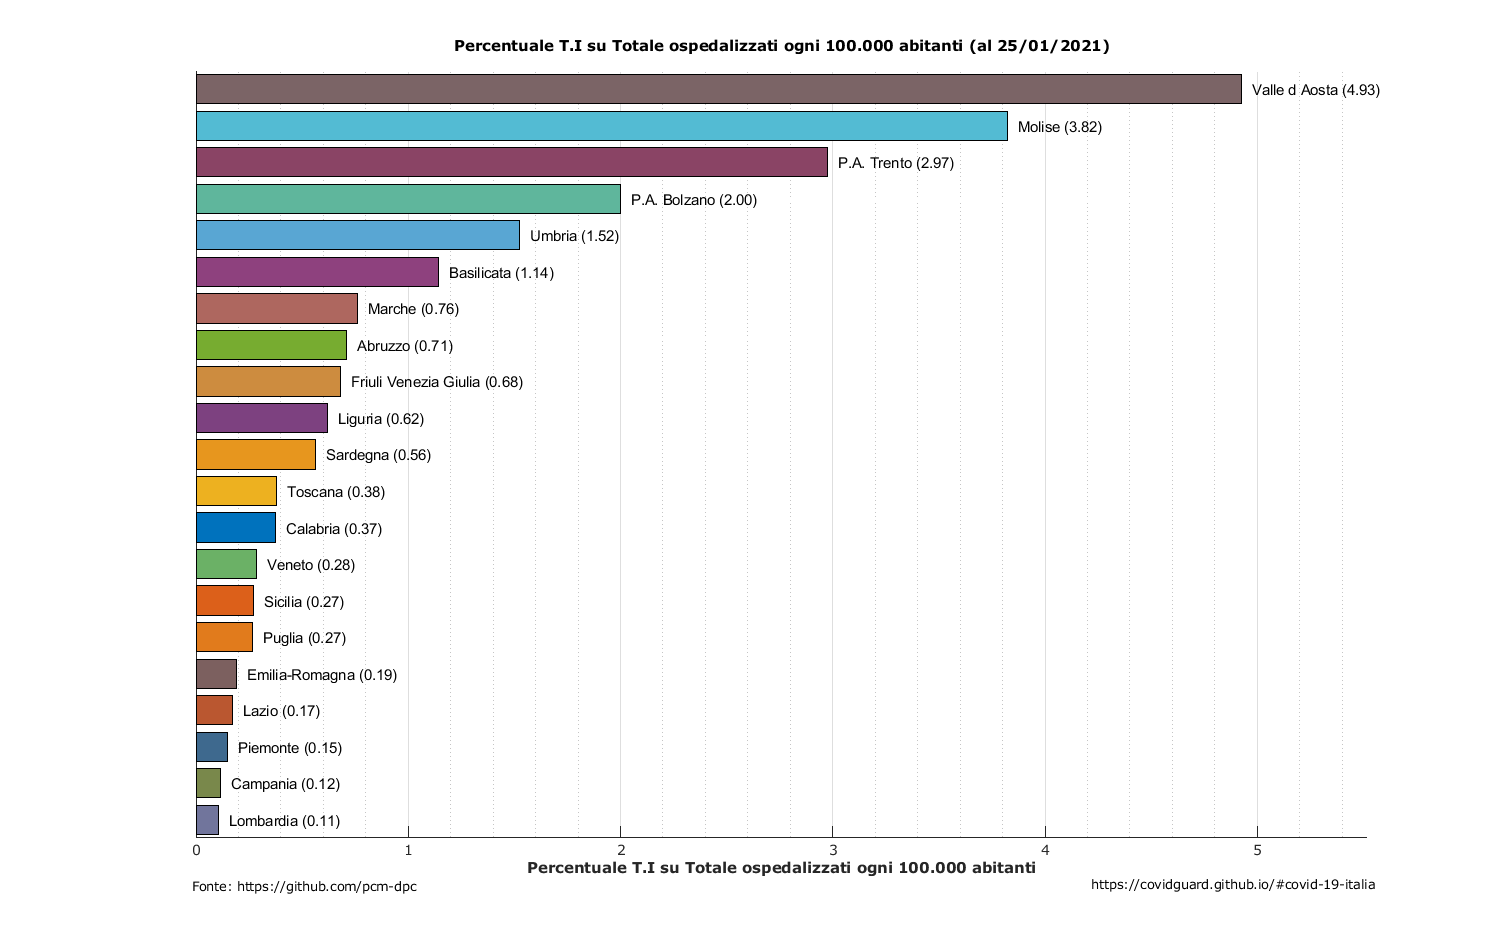 Percentuale T.I su Totale ospedalizzati ogni 100.000 abitanti (al 25/01/2021)
Valle d Aosta (4.93)
Molise (3.82)
P.A. Trento (2.97)
P.A. Bolzano (2.00)
Umbria (1.52)
Basilicata (1.14)
Marche (0.76)
Abruzzo (0.71)
Friuli Venezia Giulia (0.68)
Liguria (0.62)
Sardegna (0.56)
Toscana (0.38)
Calabria (0.37)
Veneto (0.28)
Sicilia (0.27)
Puglia (0.27)
Emilia-Romagna (0.19)
Lazio (0.17)
Piemonte (0.15)
Campania (0.12)
Lombardia (0.11)
0 1 2 3 4 5
Percentuale T.I su Totale ospedalizzati ogni 100.000 abitanti
Fonte: https://github.com/pcm-dpc
https://covidguard.github.io/#covid-19-italia